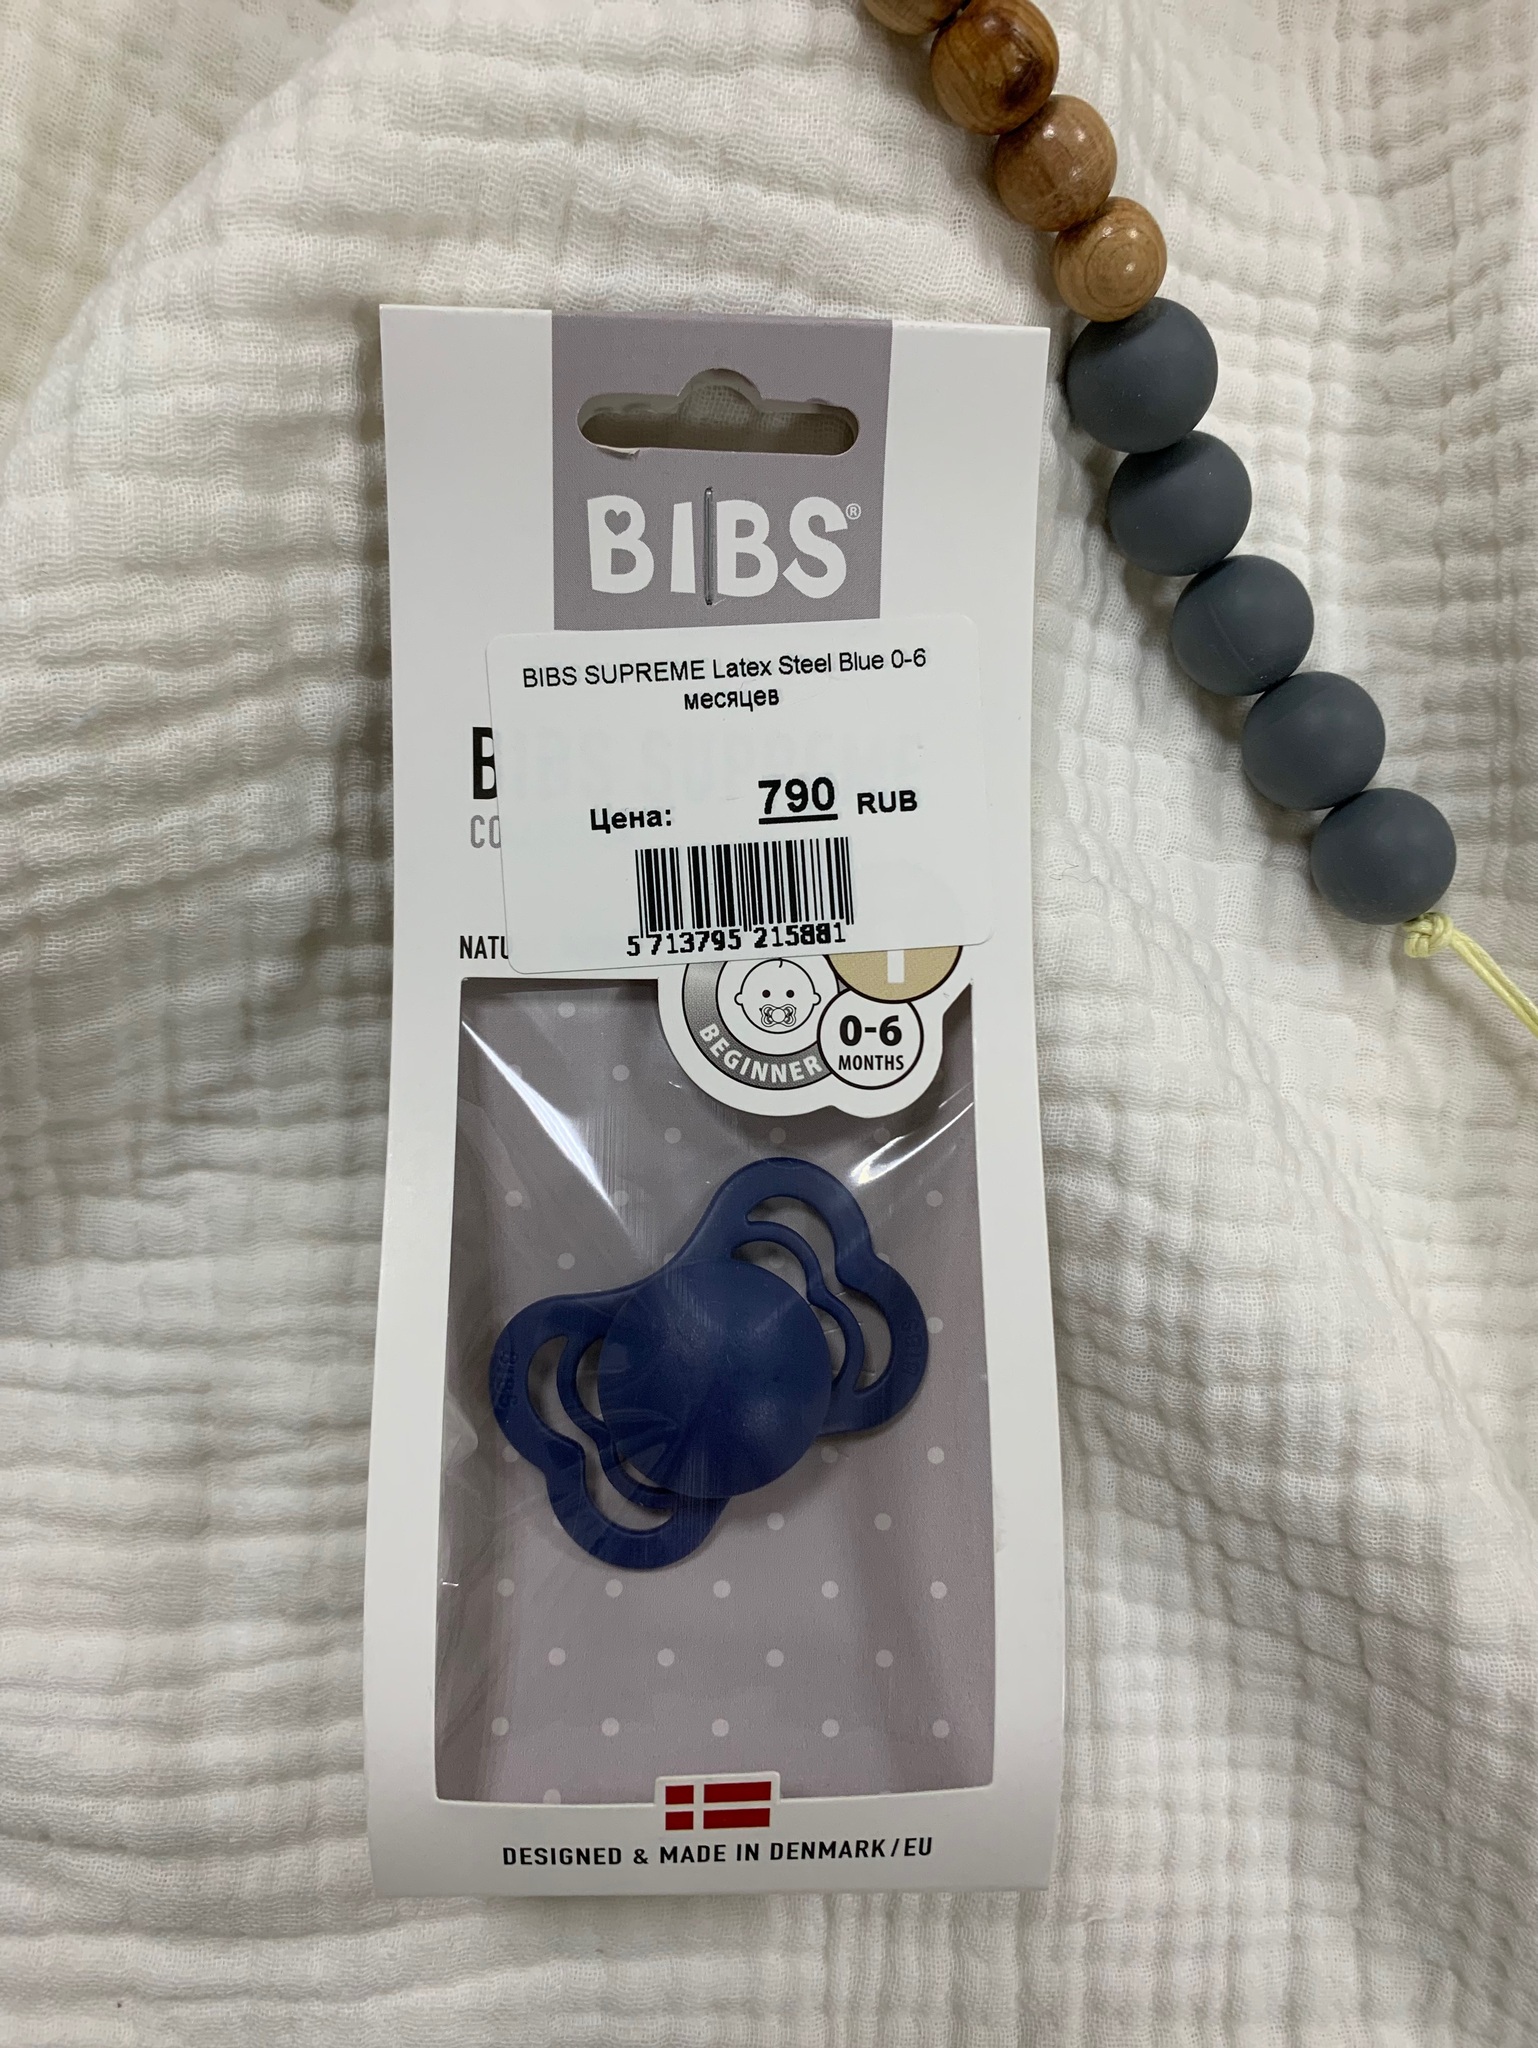 BIBS®
BIBS SUPREME Latex Steel Blue 0-6
месяцев
Цена: 790 RUB
5 713795 215881
BEGINNER
0-6
MONTHS
BIBS
DESIGNED & MADE IN DENMARK/EU